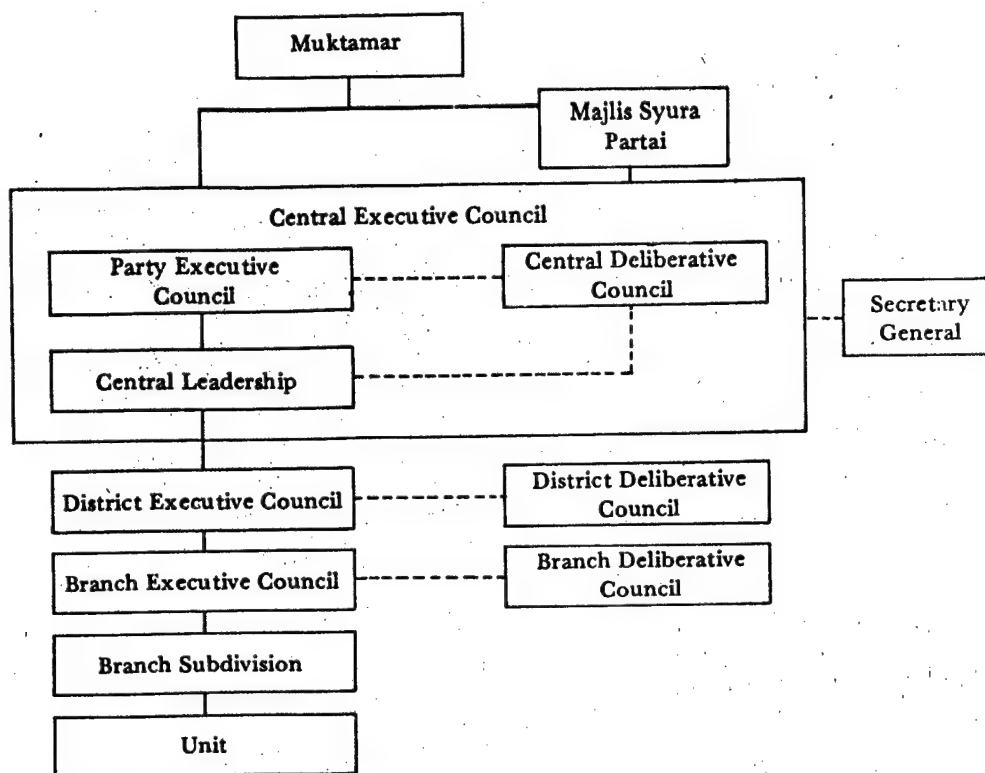 Muktamar
Majlis Syura
Partai
Central Executive Council
Party Executive
Council
Central Deliberative
Council
Secretary
General
Central Leadership
District Executive Council
District Deliberative
Council
Branch Executive Council
Branch Deliberative
Council
Branch Subdivision
Unit